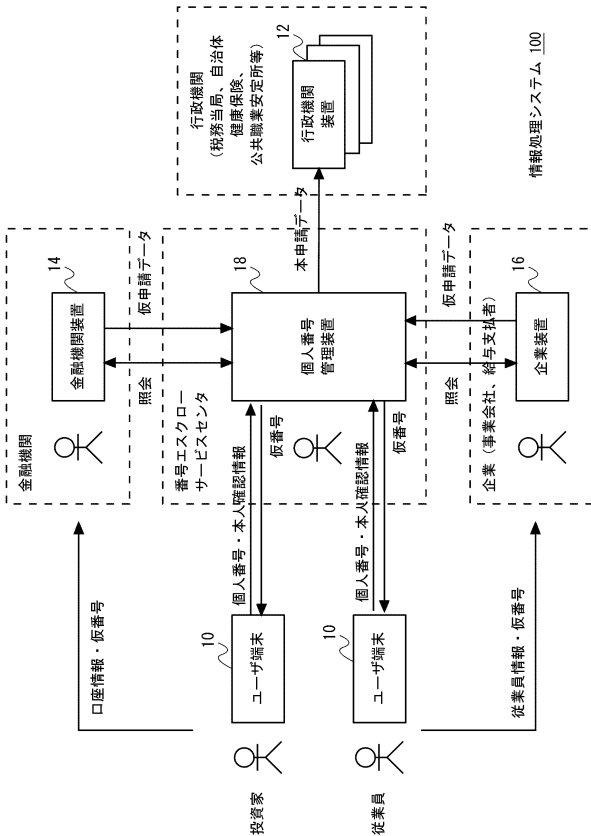 情報処理システム 100
行政機関
(税務当局、自治体
健康保険、
公共職業安定所等)
12
行政機関
装置
本申請データ
金融機関
14
金融機関装置
照会
仮申請データ
番号エスクロー
サービスセンタ
18
個人番号
管理装置
個人番号・本人確認情報
仮番号
個人番号・本人確認情報
仮番号
照会
仮申請データ
企業(事業会社、給与支払者)
16
企業装置
口座情報・仮番号
従業員情報・仮番号
10
ユーザ端末
10
ユーザ端末
投資家
従業員